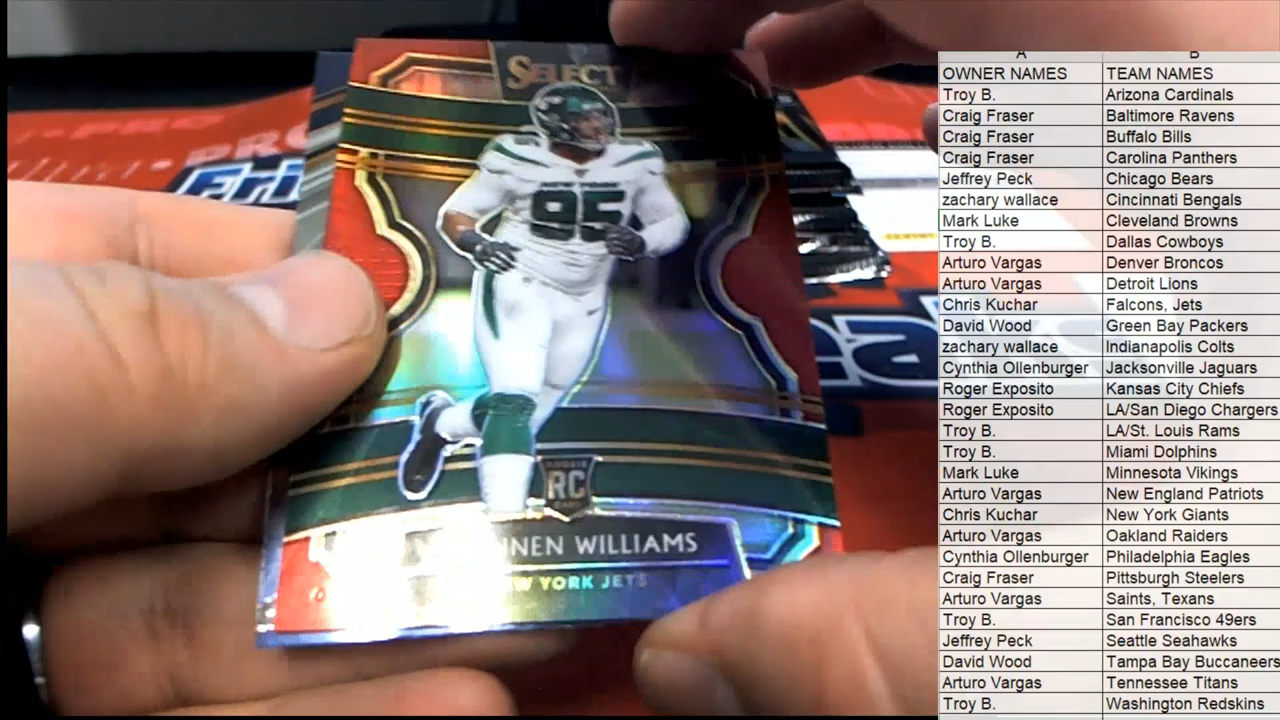 SELECT
95
ROOKIE
RC
CARD
NEN WILLIAMS
W YORK JETS
Fri
A B
OWNER NAMES TEAM NAMES
Troy B. Arizona Cardinals
Craig Fraser Baltimore Ravens
Craig Fraser Buffalo Bills
Craig Fraser Carolina Panthers
Jeffrey Peck Chicago Bears
zachary wallace Cincinnati Bengals
Mark Luke Cleveland Browns
Troy B. Dallas Cowboys
Arturo Vargas Denver Broncos
Arturo Vargas Detroit Lions
Chris Kuchar Falcons, Jets
David Wood Green Bay Packers
zachary wallace Indianapolis Colts
Cynthia Ollenburger Jacksonville Jaguars
Roger Exposito Kansas City Chiefs
Roger Exposito LA/San Diego Chargers
Troy B. LA/St. Louis Rams
Troy B. Miami Dolphins
Mark Luke Minnesota Vikings
Arturo Vargas New England Patriots
Chris Kuchar New York Giants
Arturo Vargas Oakland Raiders
Cynthia Ollenburger Philadelphia Eagles
Craig Fraser Pittsburgh Steelers
Arturo Vargas Saints, Texans
Troy B. San Francisco 49ers
Jeffrey Peck Seattle Seahawks
David Wood Tampa Bay Buccaneers
Arturo Vargas Tennessee Titans
Troy B. Washington Redskins